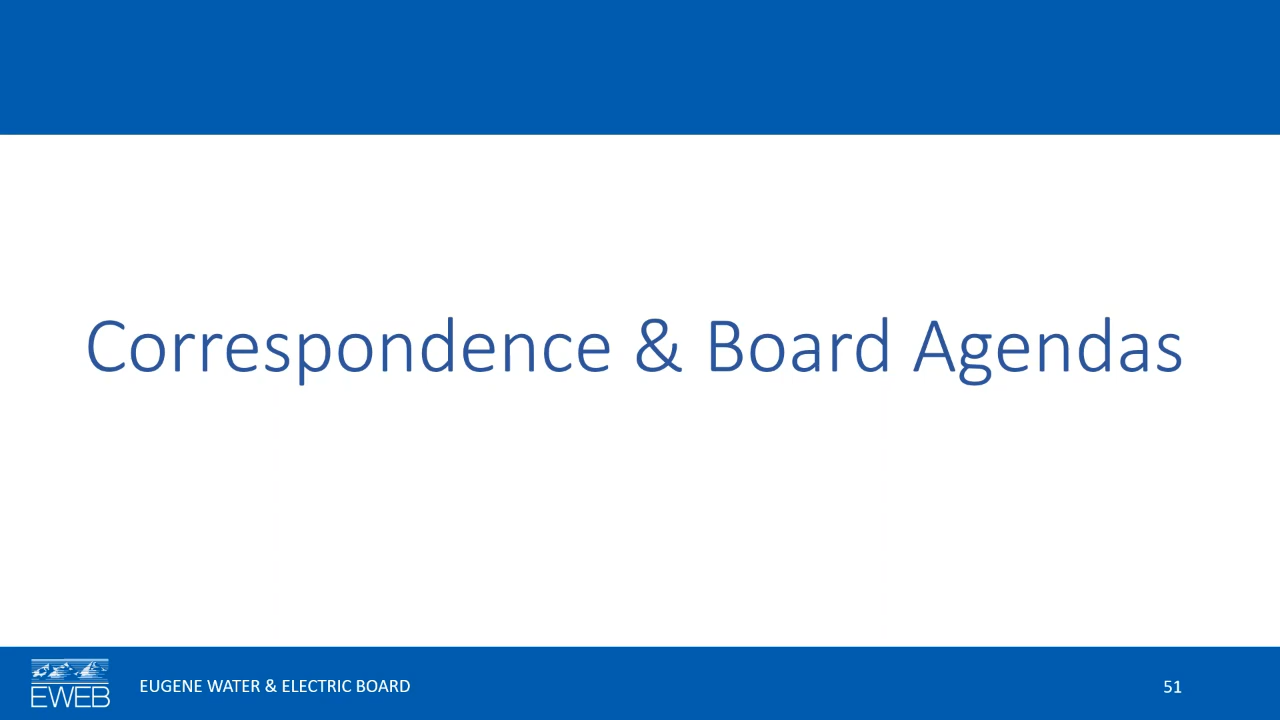 Correspondence & Board Agendas
EWEB
EUGENE WATER & ELECTRIC BOARD
51